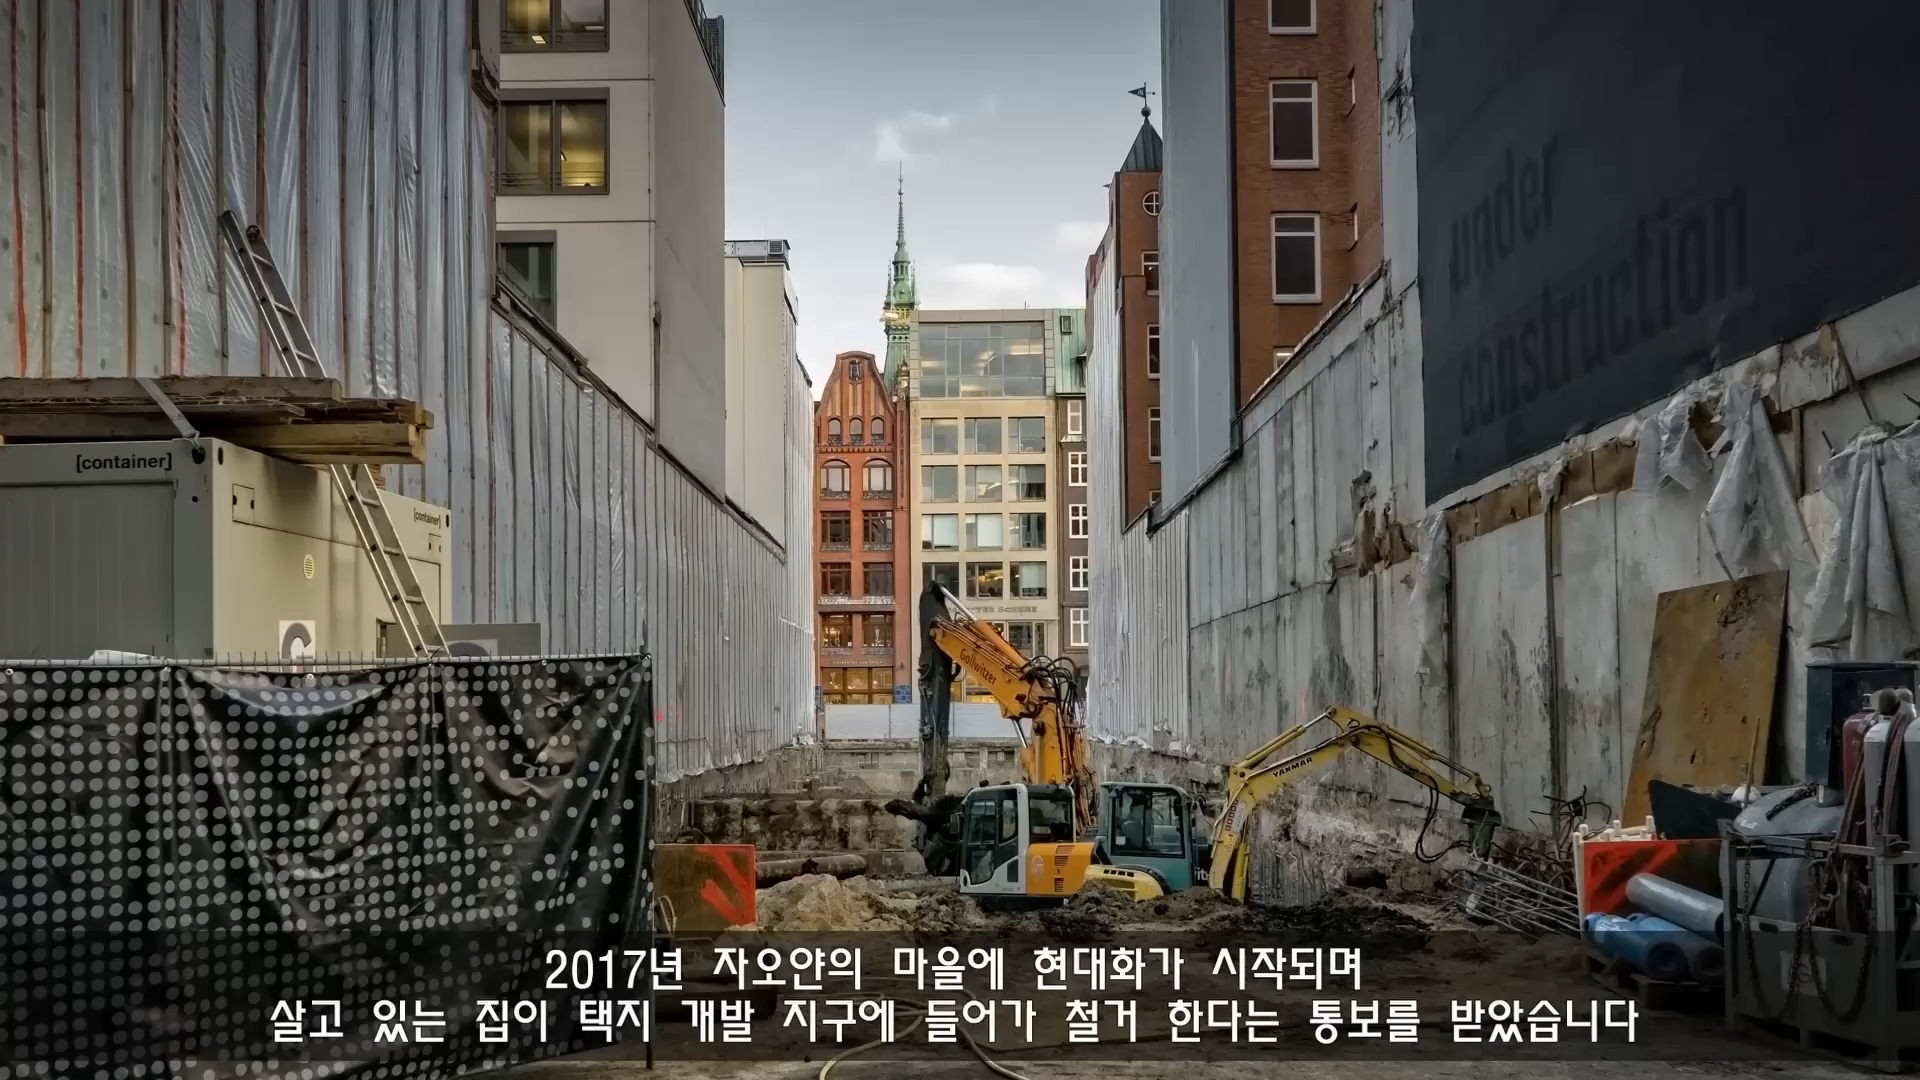 under
construction
[container]
[container]
Gollwitzer
YANMAR
2017년 자오얀의 마을에 현대화가 시작되며
살고 있는 집이 택지 개발 지구에 들어가 철거 한다는 통보를 받았습니다